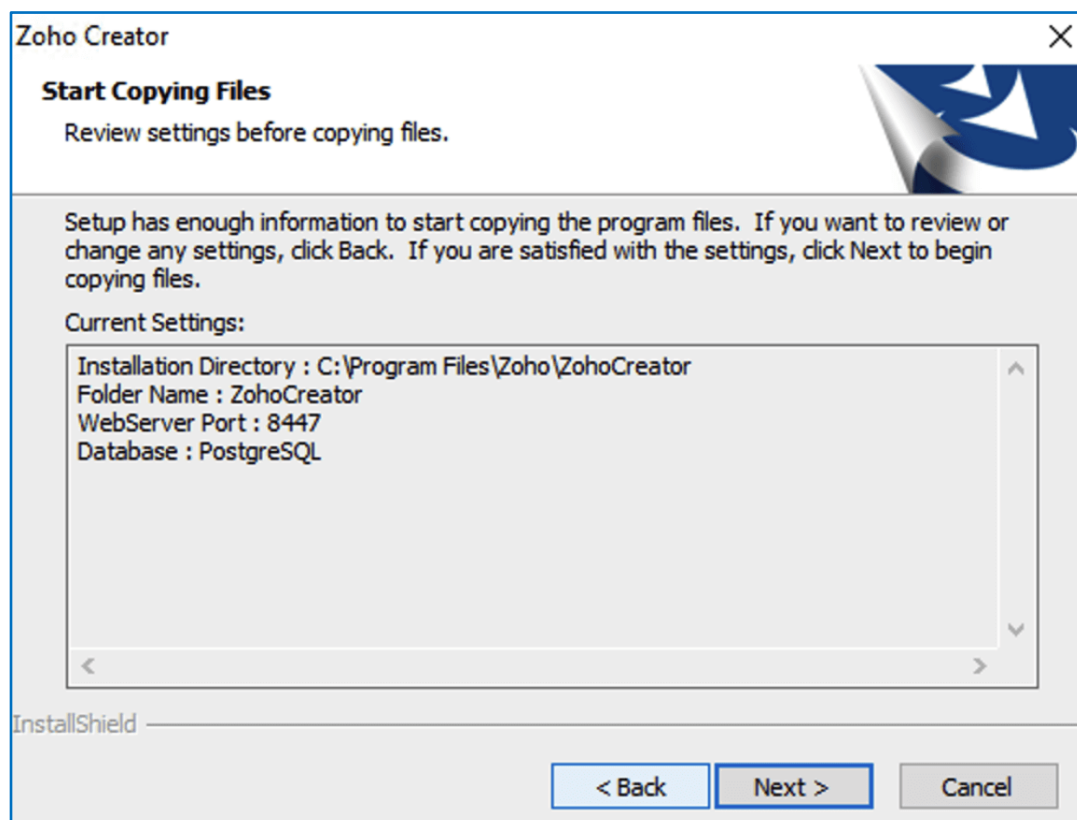 Zoho Creator
Start Copying Files
Review settings before copying files.
Setup has enough information to start copying the program files.  If you want to review or
change any settings, click Back.  If you are satisfied with the settings, click Next to begin
copying files.
Current Settings:
Installation Directory : C:\Program Files\Zoho\ZohoCreator
Folder Name : ZohoCreator
WebServer Port : 8447
Database : PostgreSQL
InstallShield
< Back
Next >
Cancel